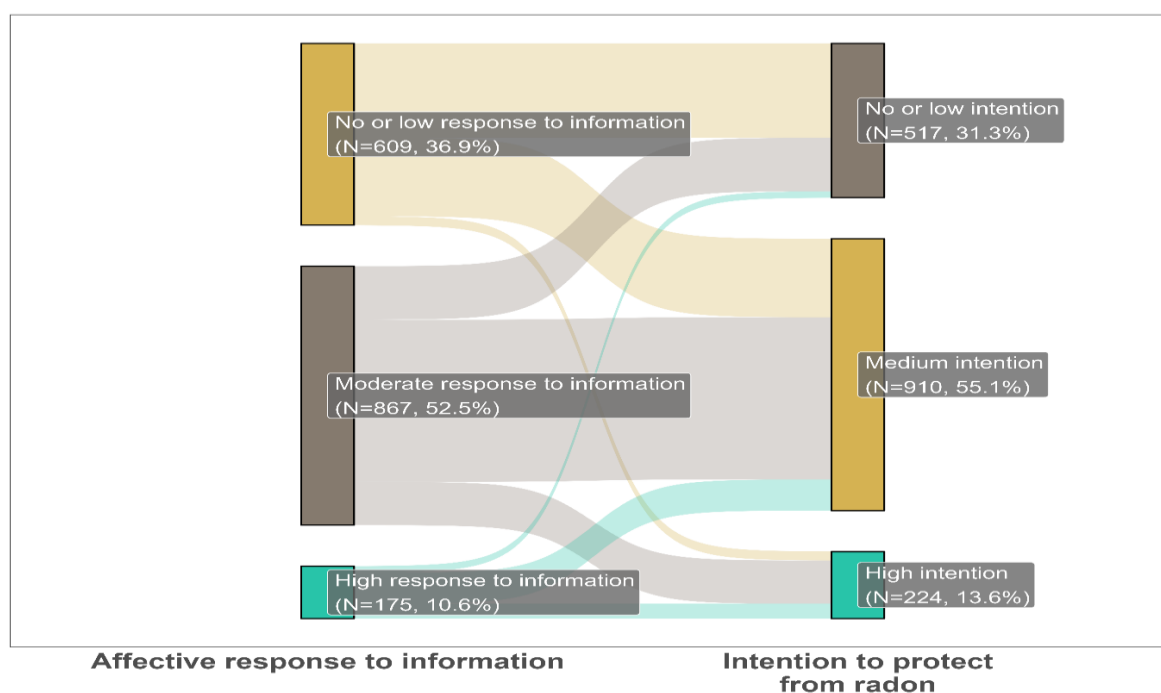 No or low response to information
(N=609, 36.9%)
Moderate response to information
(N=867, 52.5%)
High response to information
(N=175, 10.6%)
No or low intention
(N=517, 31.3%)
Medium intention
(N=910, 55.1%)
High intention
(N=224, 13.6%)
Affective response to information
Intention to protect
from radon